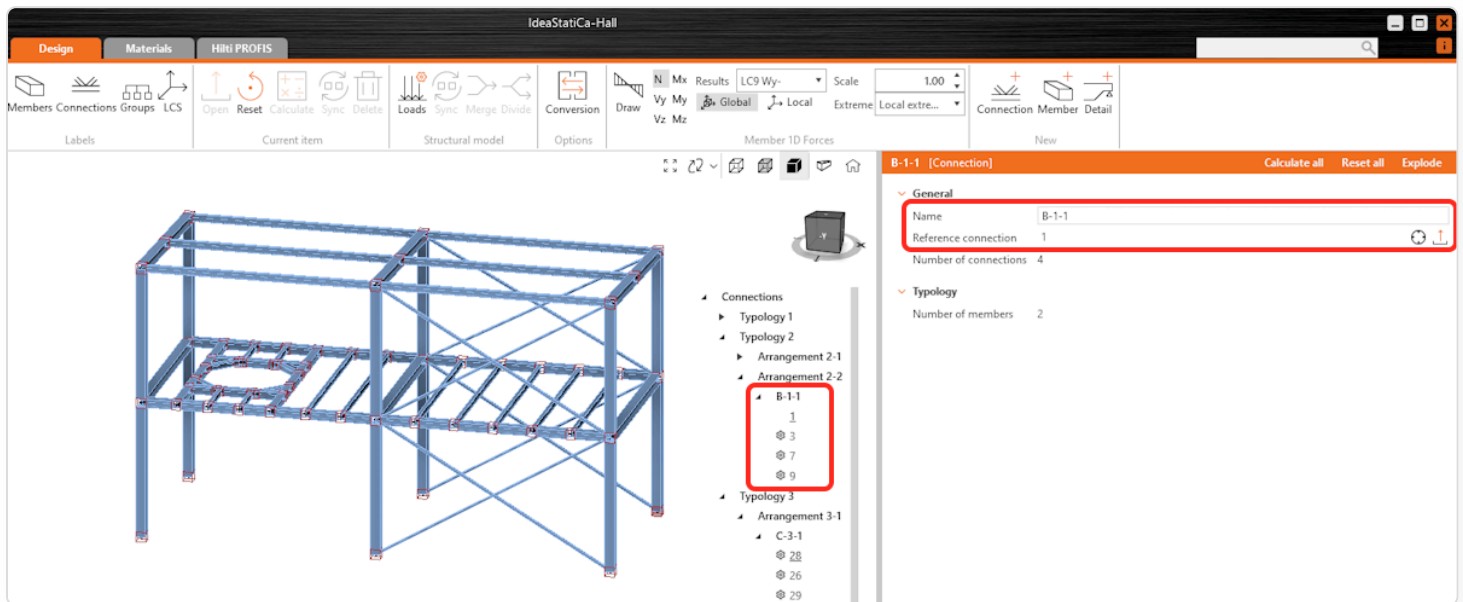 IdeaStatiCa-Hall
Design Materials Hilti PROFIS i
Members Connections Groups LCS
Labels
Open Reset Calculate Sync Delete
Current item
Loads Sync Merge Divide
Structural model
Conversion
Options
Draw
N Mx Results LC9 Wy- Scale 1.00
Vy My Global Local Extreme Local extre...
Vz Mz
Member 1D Forces
Connection Member Detail
New
-Y
Connections
Typology 1
Typology 2
Arrangement 2-1
Arrangement 2-2
B-1-1
1
3
7
9
Typology 3
Arrangement 3-1
C-3-1
28
26
29
B-1-1 [Connection] Calculate all Reset all Explode
General
Name B-1-1
Reference connection 1
Number of connections 4
Typology
Number of members 2